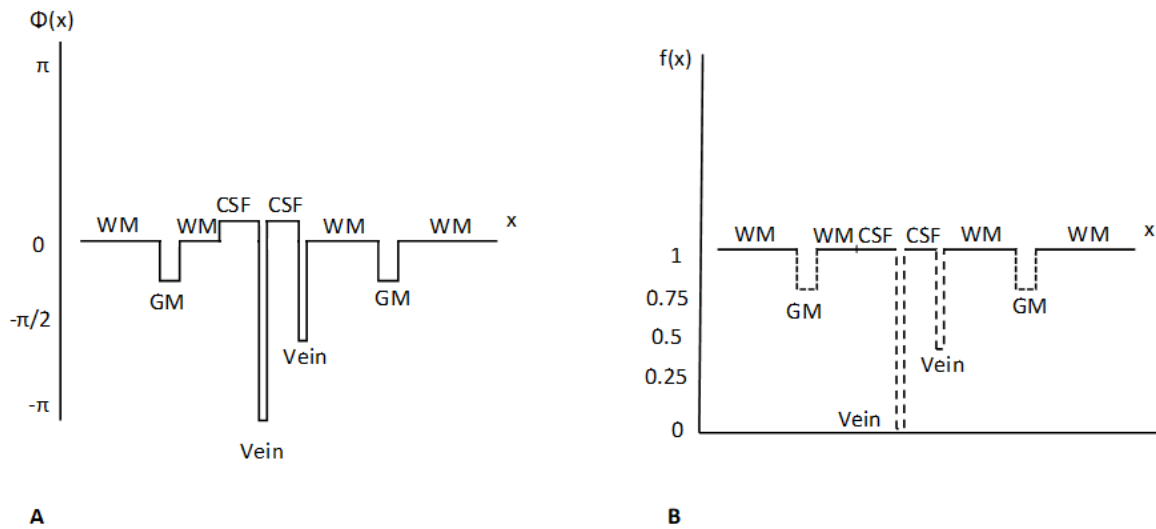 Φ(x)
π
CSF CSF
WM WM WM WM x
0
GM GM
-π/2
Vein
-π
Vein
A
f(x)
WM WM CSF CSF WM WM x
1
0.75
GM GM
0.5
Vein
0.25
Vein
0
B